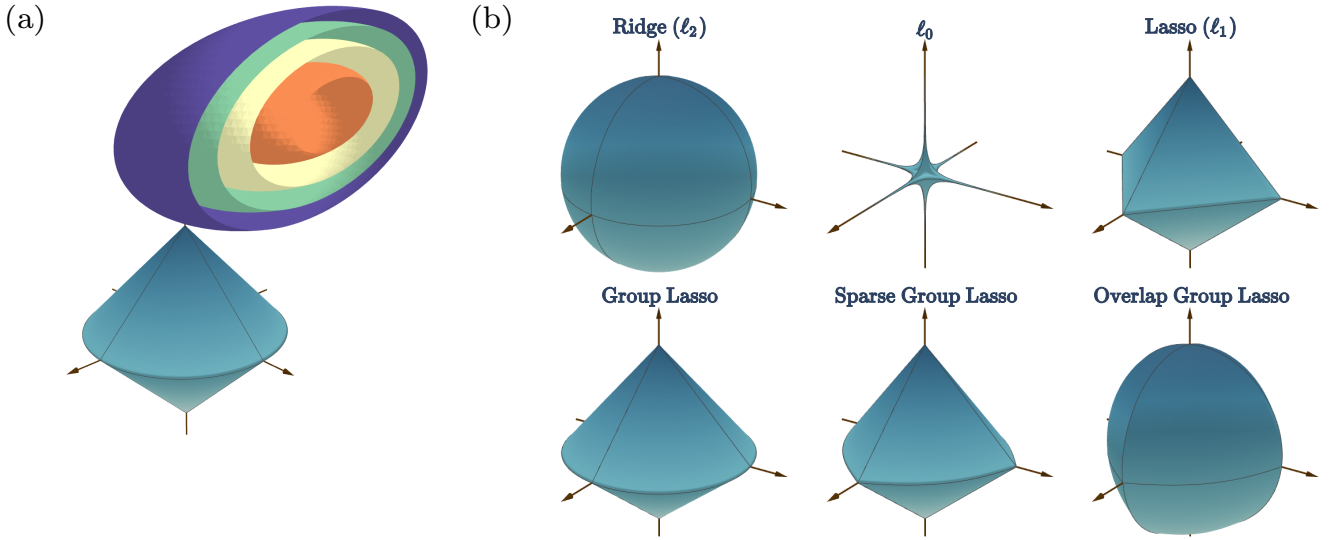 (a)
(b)
Ridge (ℓ₂)
ℓ₀
Lasso (ℓ₁)
Group Lasso
Sparse Group Lasso
Overlap Group Lasso